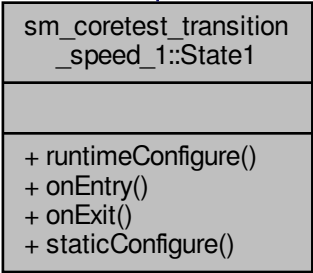 sm_coretest_transition
_speed_1::State1
+ runtimeConfigure()
+ onEntry()
+ onExit()
+ staticConfigure()